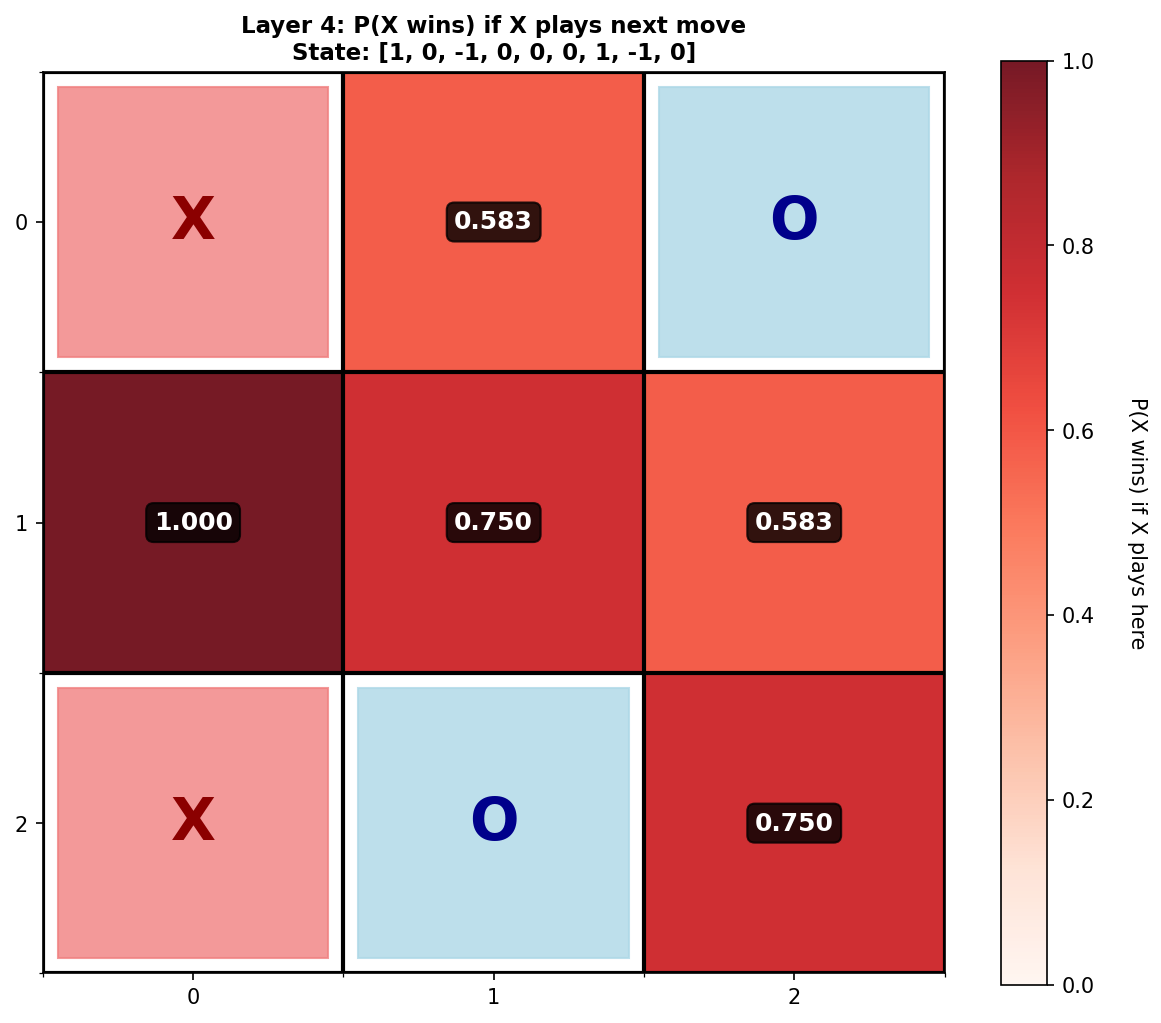 Layer 4: P(X wins) if X plays next move
State: [1, 0, -1, 0, 0, 0, 1, -1, 0]
X
0.583
O
1.000
0.750
0.583
X
O
0.750
0
1
2
0
1
2
1.0
0.8
0.6
0.4
0.2
0.0
P(X wins) if X plays here